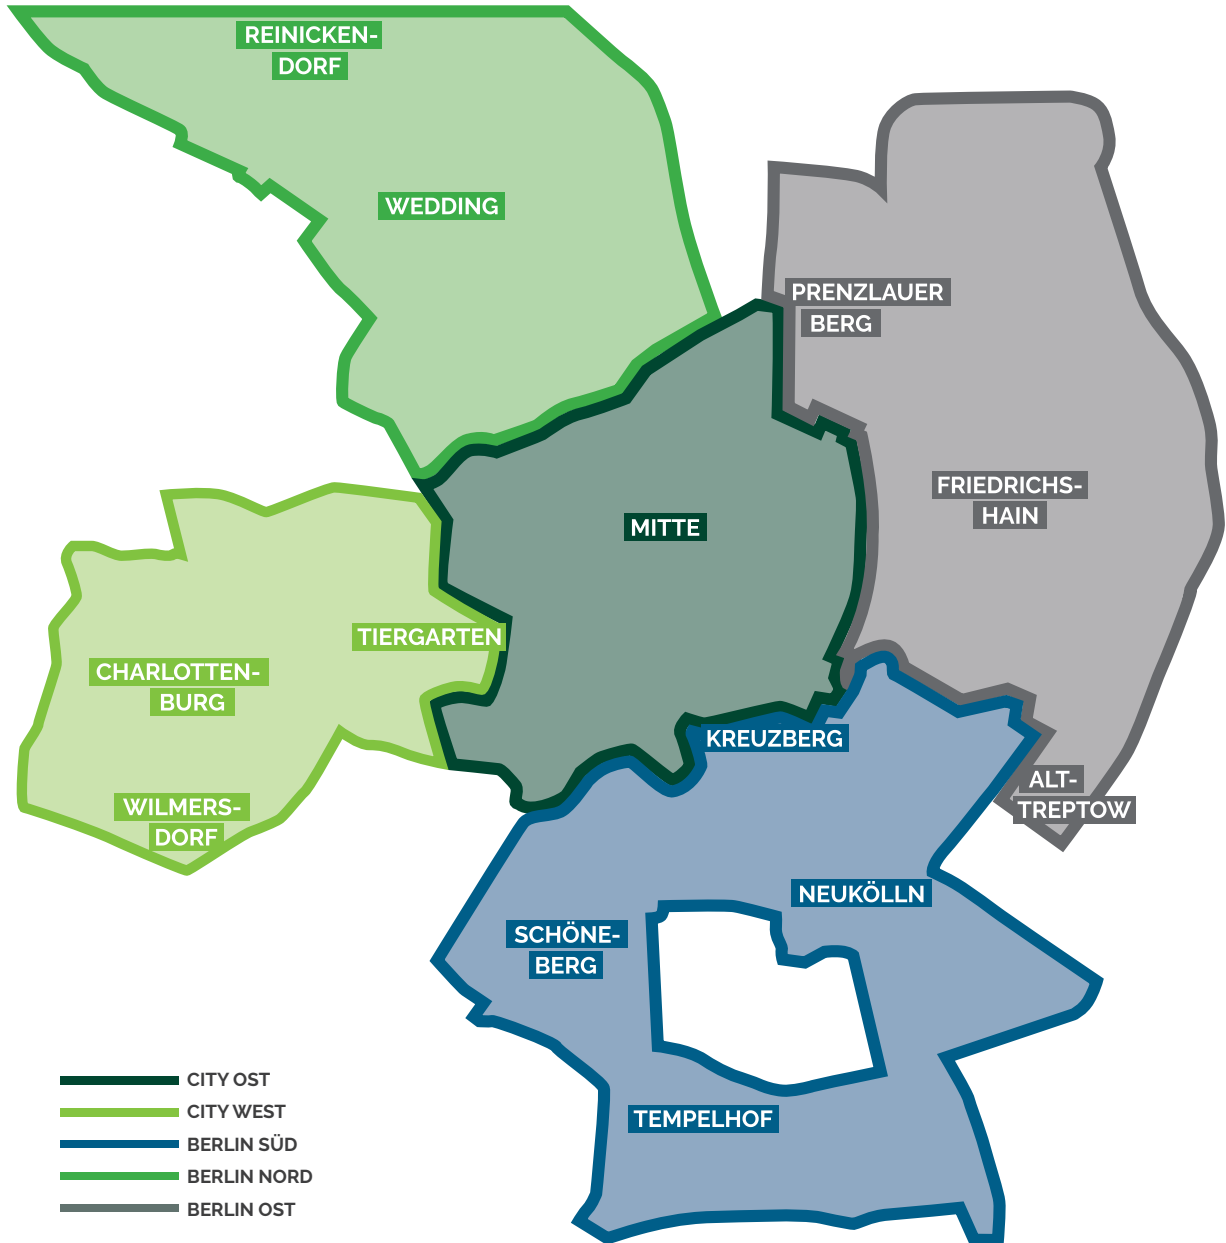 REINICKEN-
DORF
WEDDING
PRENZLAUER
BERG
FRIEDRICHS-
HAIN
MITTE
TIERGARTEN
CHARLOTTEN-
BURG
WILMERS-
DORF
KREUZBERG
ALT-
TREPTOW
NEUKÖLLN
SCHÖNE-
BERG
TEMPELHOF
CITY OST
CITY WEST
BERLIN SÜD
BERLIN NORD
BERLIN OST